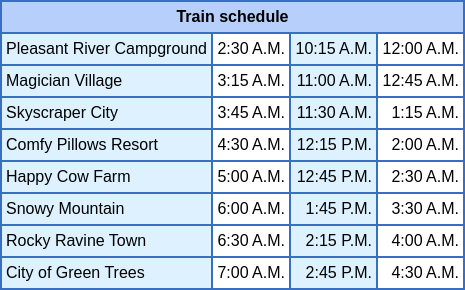 Train schedule
Pleasant River Campground 2:30 A.M. 10:15 A.M. 12:00 A.M.
Magician Village 3:15 A.M. 11:00 A.M. 12:45 A.M.
Skyscraper City 3:45 A.M. 11:30 A.M. 1:15 A.M.
Comfy Pillows Resort 4:30 A.M. 12:15 P.M. 2:00 A.M.
Happy Cow Farm 5:00 A.M. 12:45 P.M. 2:30 A.M.
Snowy Mountain 6:00 A.M. 1:45 P.M. 3:30 A.M.
Rocky Ravine Town 6:30 A.M. 2:15 P.M. 4:00 A.M.
City of Green Trees 7:00 A.M. 2:45 P.M. 4:30 A.M.